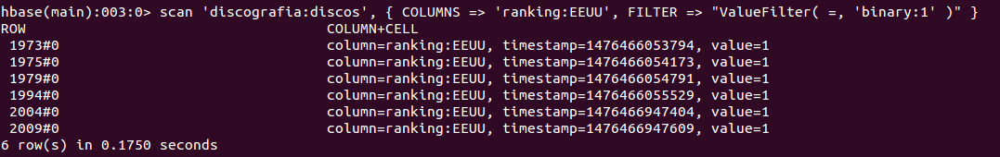 hbase(main):003:0> scan 'discografia:discos', { COLUMNS => 'ranking:EEUU', FILTER => "ValueFilter( =, 'binary:1' )" }
ROW COLUMN+CELL
1973#0 column=ranking:EEUU, timestamp=1476466053794, value=1
1975#0 column=ranking:EEUU, timestamp=1476466054173, value=1
1979#0 column=ranking:EEUU, timestamp=1476466054791, value=1
1994#0 column=ranking:EEUU, timestamp=1476466055529, value=1
2004#0 column=ranking:EEUU, timestamp=1476466947404, value=1
2009#0 column=ranking:EEUU, timestamp=1476466947609, value=1
6 row(s) in 0.1750 seconds